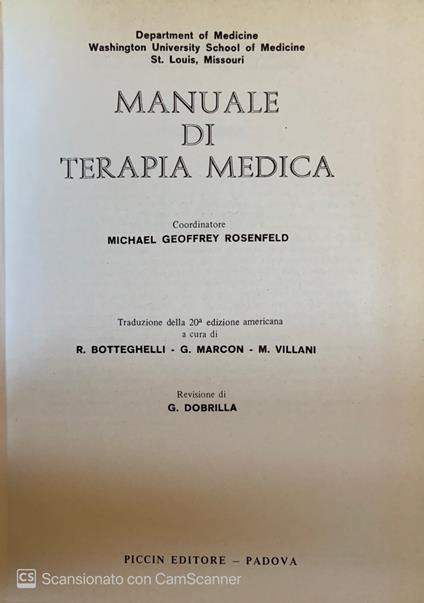 Department of Medicine
Washington University School of Medicine
St. Louis, Missouri
MANUALE
DI
TERAPIA MEDICA
Coordinatore
MICHAEL GEOFFREY ROSENFELD
Traduzione della 20ª edizione americana
a cura di
R. BOTTEGHELLI - G. MARCON - M. VILLANI
Revisione di
G. DOBRILLA
PICCIN EDITORE – PADOVA
CS Scansionato con CamScanner